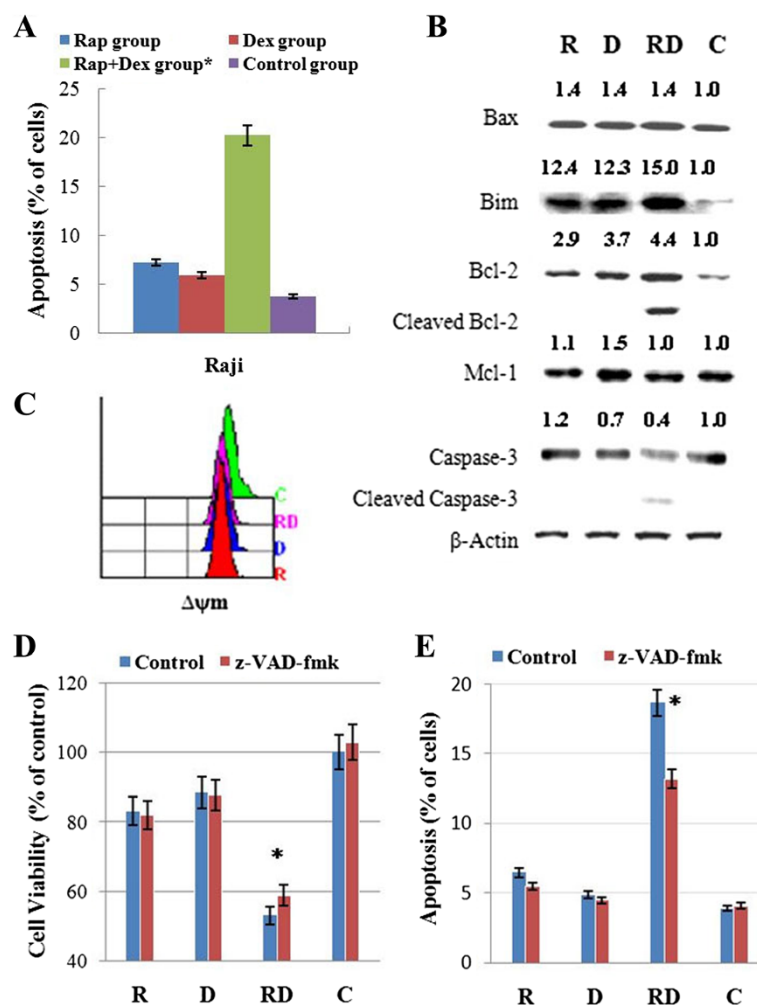 A
Rap group
Dex group
Rap+Dex group*
Control group
Apoptosis (% of cells)
25
20
15
10
5
0
Raji
B
R D RD C
1.4 1.4 1.4 1.0
Bax
12.4 12.3 15.0 1.0
Bim
2.9 3.7 4.4 1.0
Bcl-2
Cleaved Bcl-2
1.1 1.5 1.0 1.0
Mcl-1
1.2 0.7 0.4 1.0
Caspase-3
Cleaved Caspase-3
β-Actin
C
C
RD
D
R
Δψm
D
Control
z-VAD-fmk
Cell Viability (% of control)
120
100
80
60
40
*
R D RD C
E
Control
z-VAD-fmk
Apoptosis (% of cells)
20
15
10
5
0
*
R D RD C